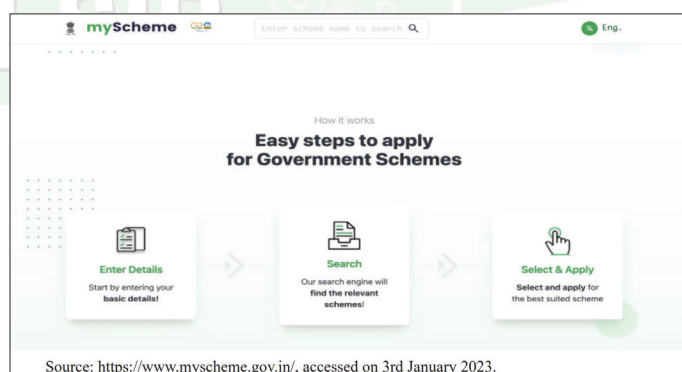 myScheme G20
Enter scheme name to search
Eng.
How it works
Easy steps to apply
for Government Schemes
Enter Details
Start by entering your
basic details!
Search
Our search engine will
find the relevant
schemes!
Select & Apply
Select and apply for
the best suited scheme
Source: https://www.myscheme.gov.in/, accessed on 3rd January 2023.